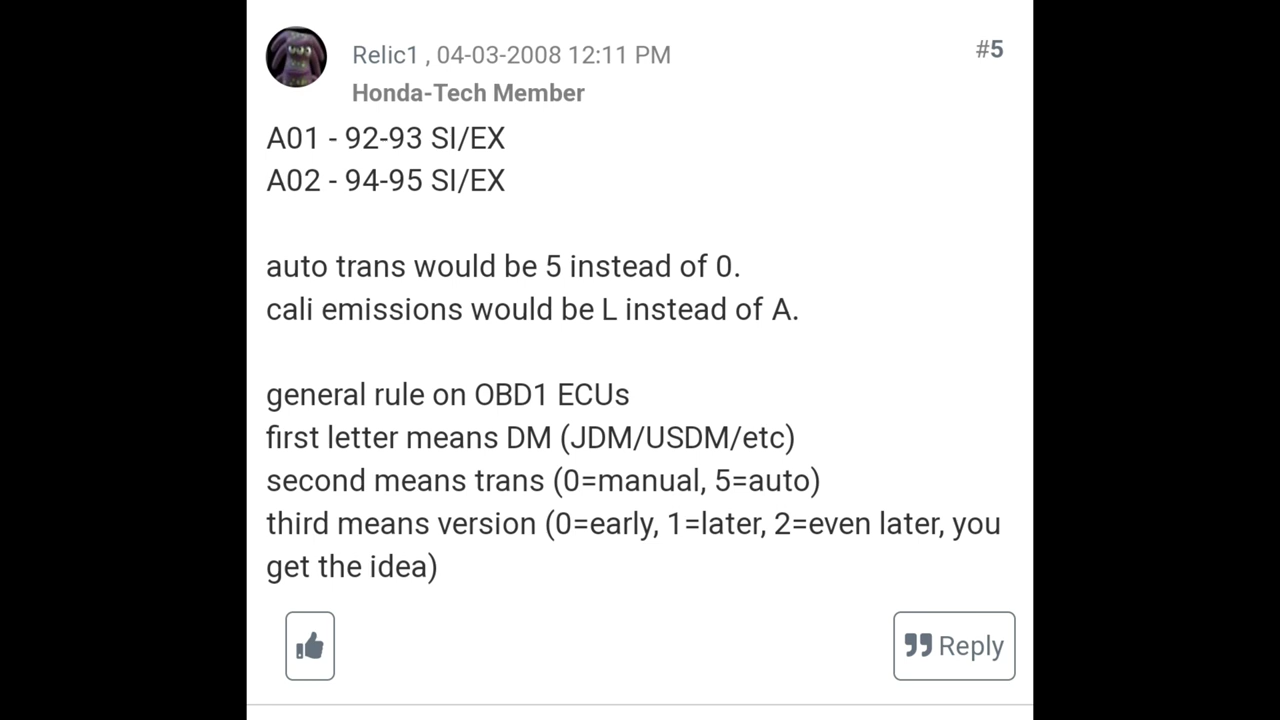 Relic1 , 04-03-2008 12:11 PM
#5
Honda-Tech Member
A01 - 92-93 SI/EX
A02 - 94-95 SI/EX
auto trans would be 5 instead of 0.
cali emissions would be L instead of A.
general rule on OBD1 ECUs
first letter means DM (JDM/USDM/etc)
second means trans (0=manual, 5=auto)
third means version (0=early, 1=later, 2=even later, you
get the idea)
Reply